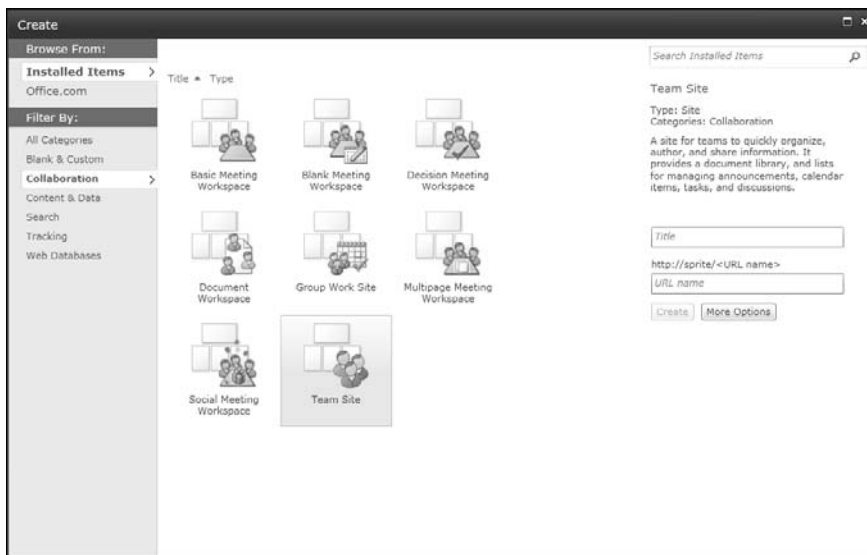 Create
Browse From:
Installed Items
Office.com
Filter By:
All Categories
Blank & Custom
Collaboration
Content & Data
Search
Tracking
Web Databases
Title Type
Basic Meeting
Workspace
Blank Meeting
Workspace
Decision Meeting
Workspace
Document
Workspace
Group Work Site
Multipage Meeting
Workspace
Social Meeting
Workspace
Team Site
Search Installed Items
Team Site
Type: Site
Categories: Collaboration
A site for teams to quickly organize,
author, and share information. It
provides a document library, and lists
for managing announcements, calendar
items, tasks, and discussions.
Title
http://sprite/<URL name>
URL name
Create More Options